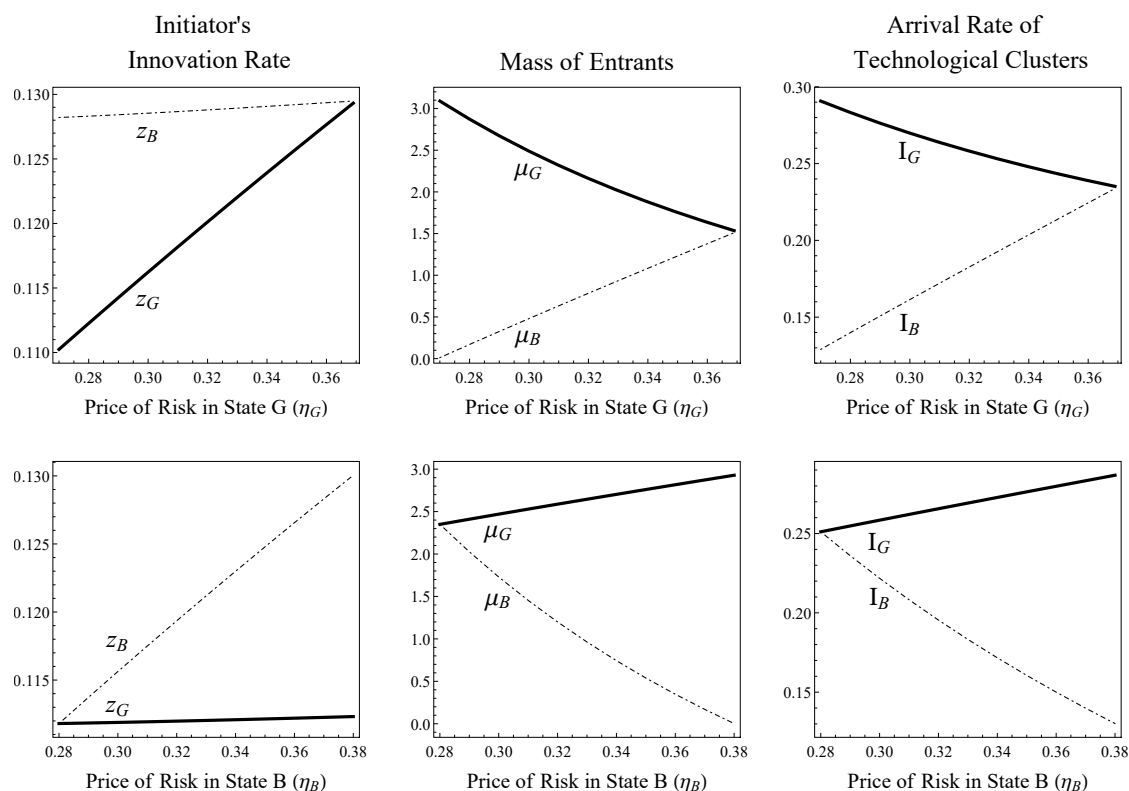 Initiator's
Innovation Rate
0.130
0.125
0.120
0.115
0.110
z_B
z_G
0.28 0.30 0.32 0.34 0.36
Price of Risk in State G (η_G)
Mass of Entrants
3.0
2.5
2.0
1.5
1.0
0.5
0.0
μ_G
μ_B
0.28 0.30 0.32 0.34 0.36
Price of Risk in State G (η_G)
Arrival Rate of
Technological Clusters
0.30
0.25
0.20
0.15
I_G
I_B
0.28 0.30 0.32 0.34 0.36
Price of Risk in State G (η_G)
0.130
0.125
0.120
0.115
z_B
z_G
0.28 0.30 0.32 0.34 0.36 0.38
Price of Risk in State B (η_B)
3.0
2.5
2.0
1.5
1.0
0.5
0.0
μ_G
μ_B
0.28 0.30 0.32 0.34 0.36 0.38
Price of Risk in State B (η_B)
0.25
0.20
0.15
I_G
I_B
0.28 0.30 0.32 0.34 0.36 0.38
Price of Risk in State B (η_B)